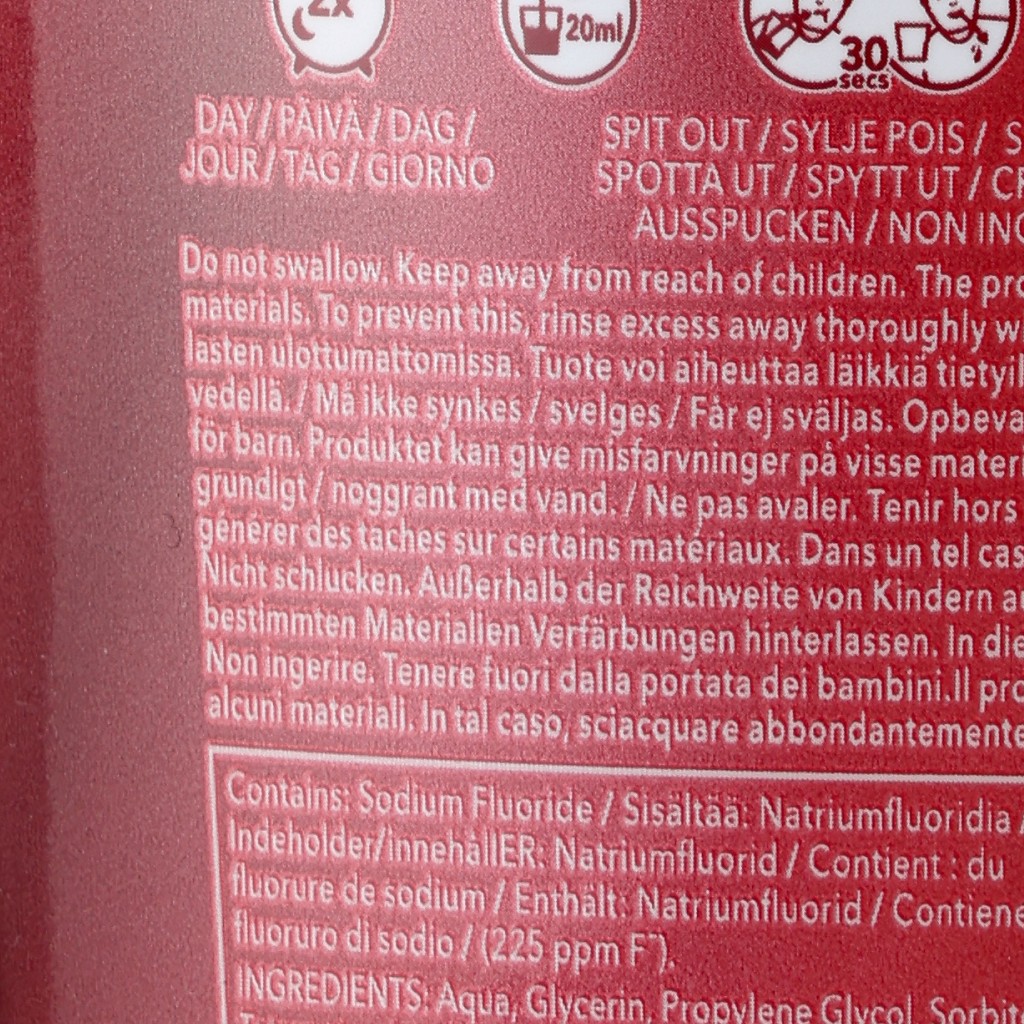 2x
20ml
30
secs
DAY / PÄIVÄ / DAG /
JOUR / TAG / GIORNO
SPIT OUT / SYLJE POIS /
SPOTTA UT / SPYTT UT /
AUSSPUCKEN / NON
Do not swallow. Keep away from reach of children. The
materials. To prevent this, rinse excess away thoroughly
lasten ulottumattomissa. Tuote voi aiheuttaa läikkiä
vedellä. / Må ikke synkes / svelges / Får ej sväljas.
för barn. Produktet kan give misfarvninger på visse
grundigt / noggrant med vand. / Ne pas avaler. Tenir hors
générer des taches sur certains matériaux. Dans un tel cas
Nicht schlucken. Außerhalb der Reichweite von Kindern
bestimmten Materialien Verfärbungen hinterlassen. In
Non ingerire. Tenere fuori dalla portata dei bambini.Il
alcuni materiali. In tal caso, sciacquare abbondantemente
Contains: Sodium Fluoride / Sisältää: Natriumfluoridia /
Indeholder/InnehållER: Natriumfluorid / Contient : du
fluorure de sodium / Enthält: Natriumfluorid / Contiene
fluoruro di sodio / (225 ppm F⁻).
INGREDIENTS: Aqua, Glycerin, Propylene Glycol,